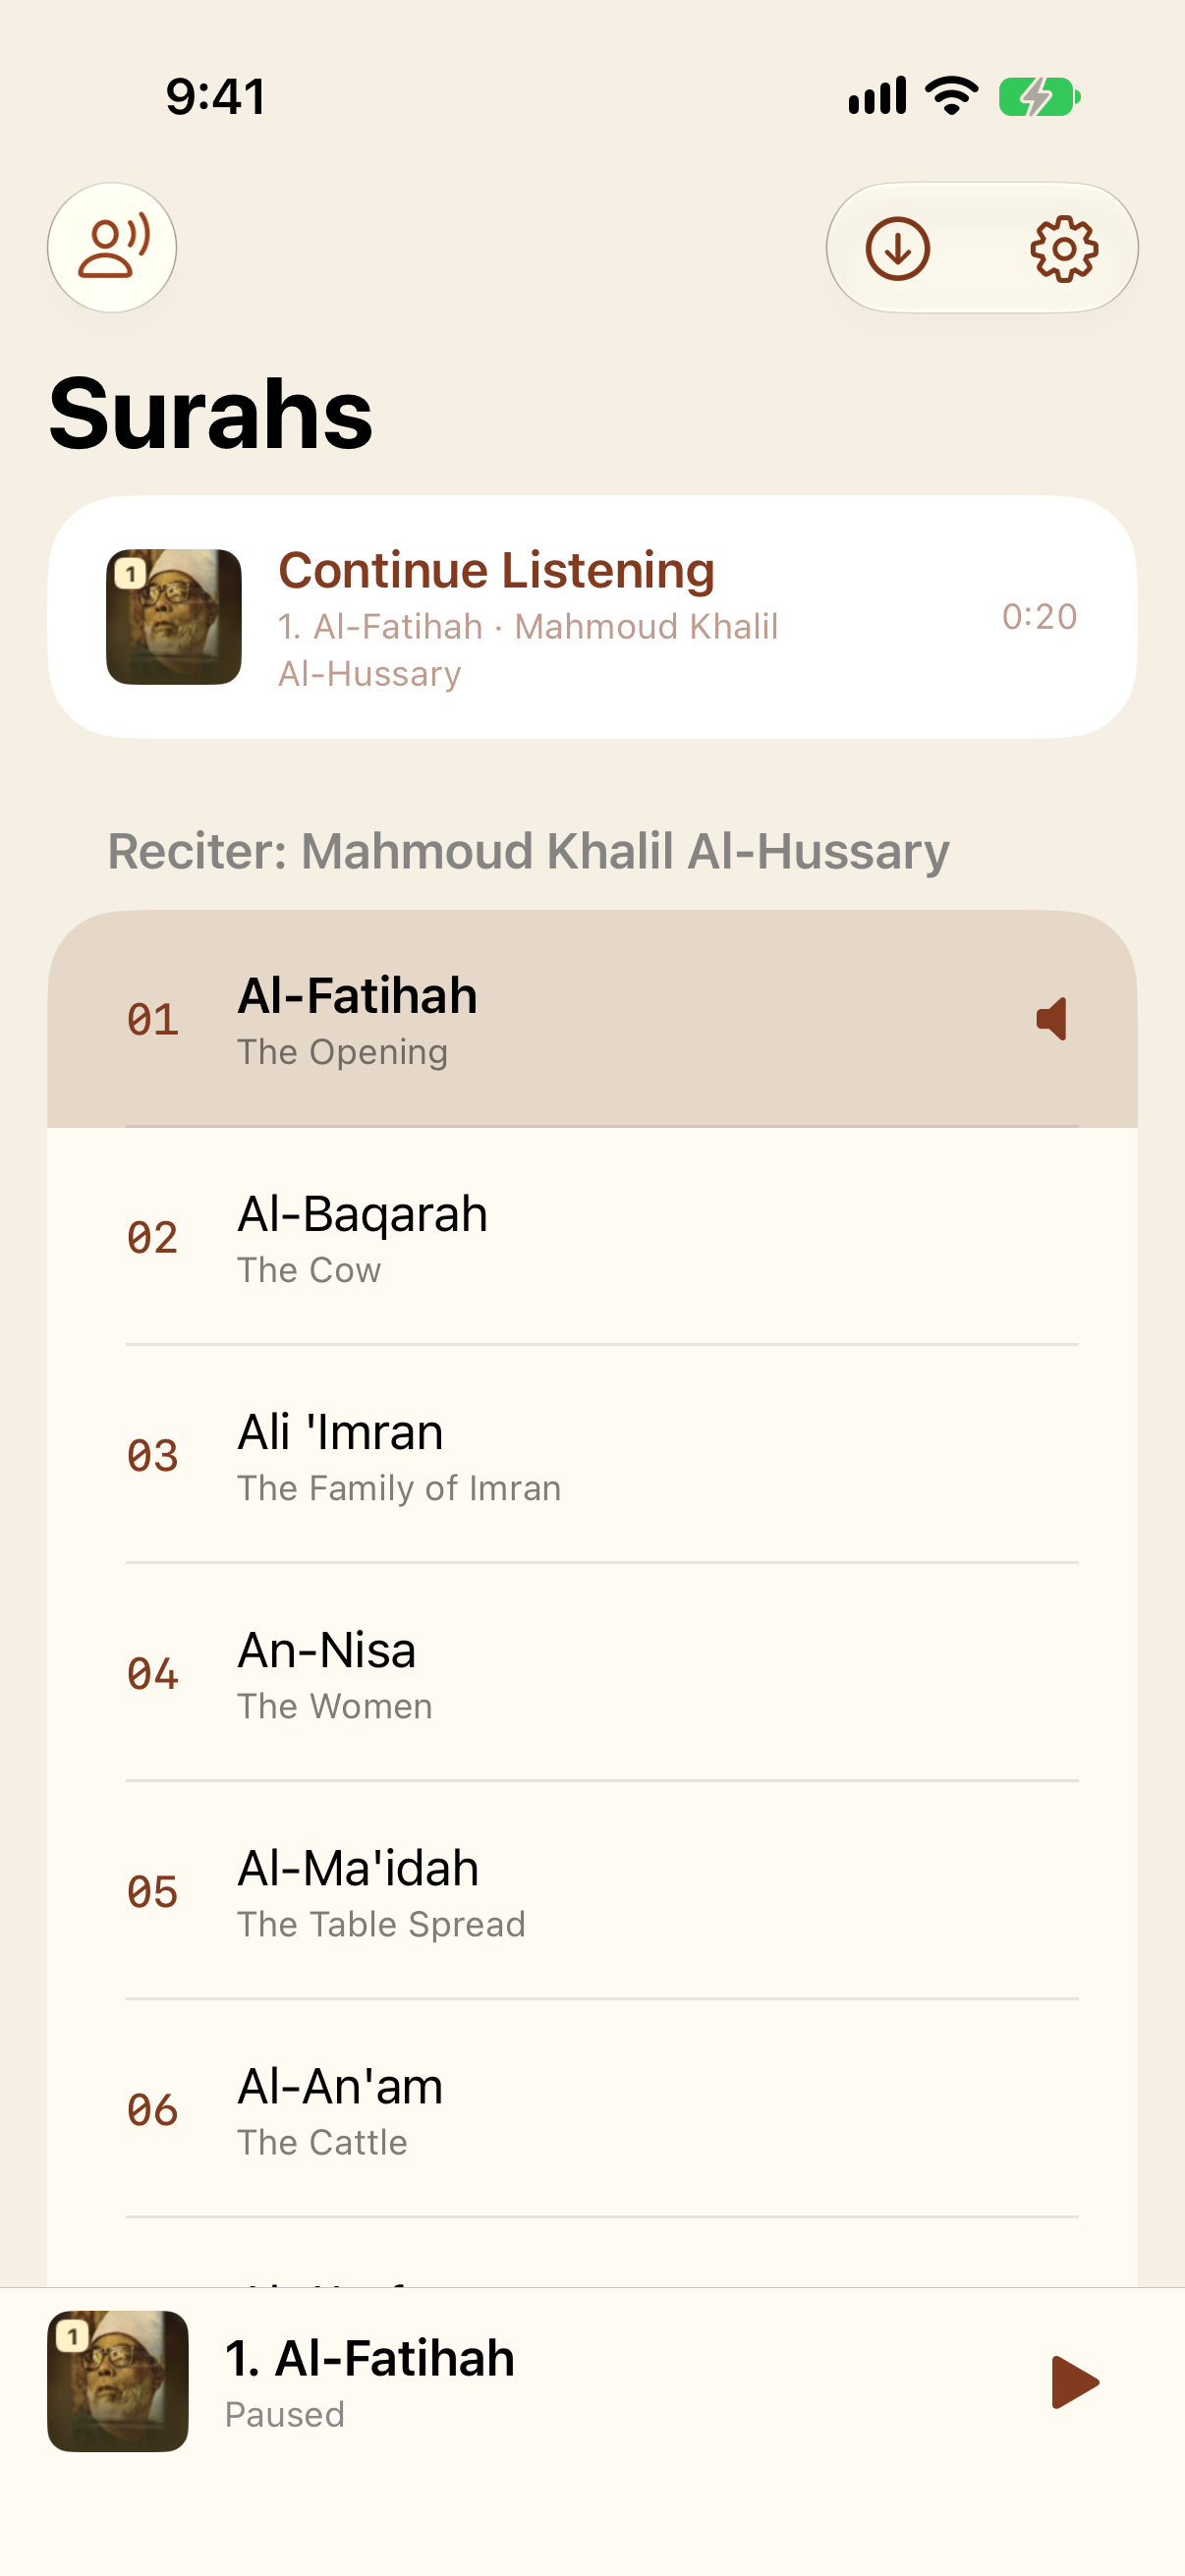 9:41
Surahs
1
Continue Listening
1. Al-Fatihah · Mahmoud Khalil
Al-Hussary
0:20
Reciter: Mahmoud Khalil Al-Hussary
01
Al-Fatihah
The Opening
02
Al-Baqarah
The Cow
03
Ali 'Imran
The Family of Imran
04
An-Nisa
The Women
05
Al-Ma'idah
The Table Spread
06
Al-An'am
The Cattle
1
1. Al-Fatihah
Paused